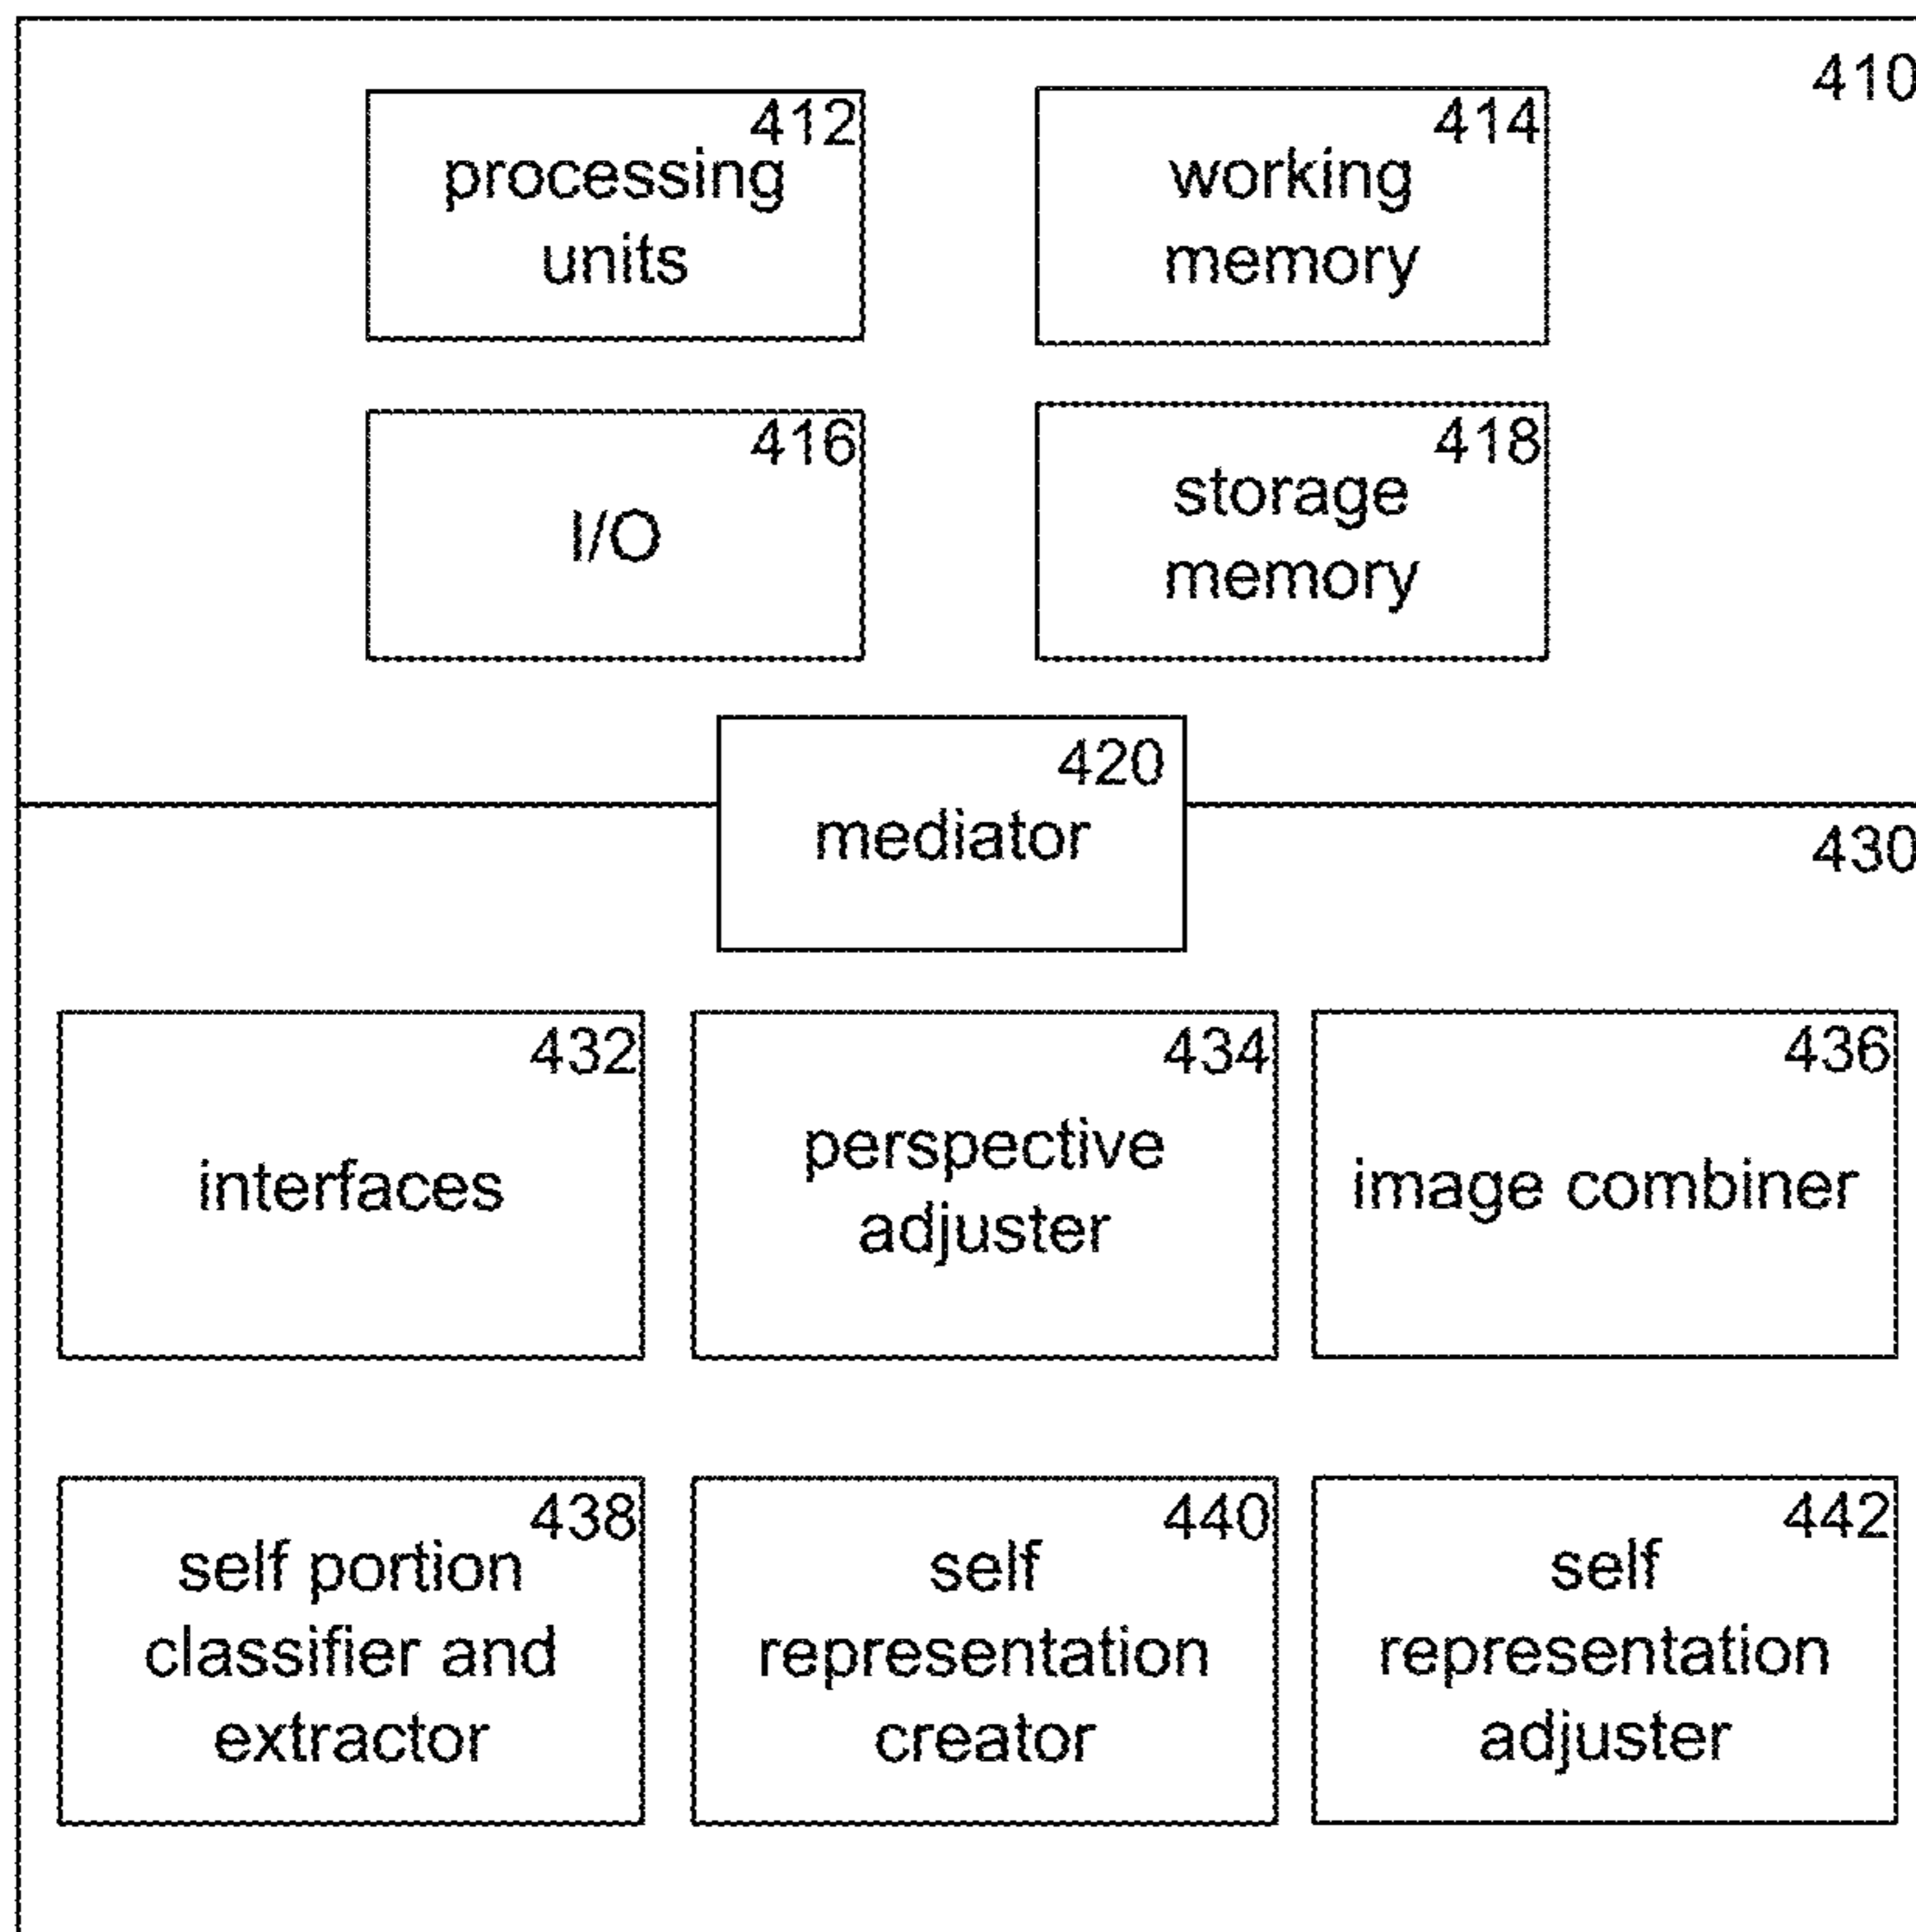 410
412
processing
units
414
working
memory
416
I/O
418
storage
memory
420
mediator
430
432
interfaces
434
perspective
adjuster
436
image combiner
438
self portion
classifier and
extractor
440
self
representation
creator
442
self
representation
adjuster